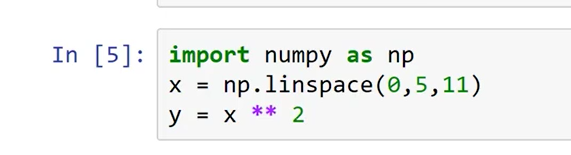 In [5]: import numpy as np
x = np.linspace(0,5,11)
y = x ** 2